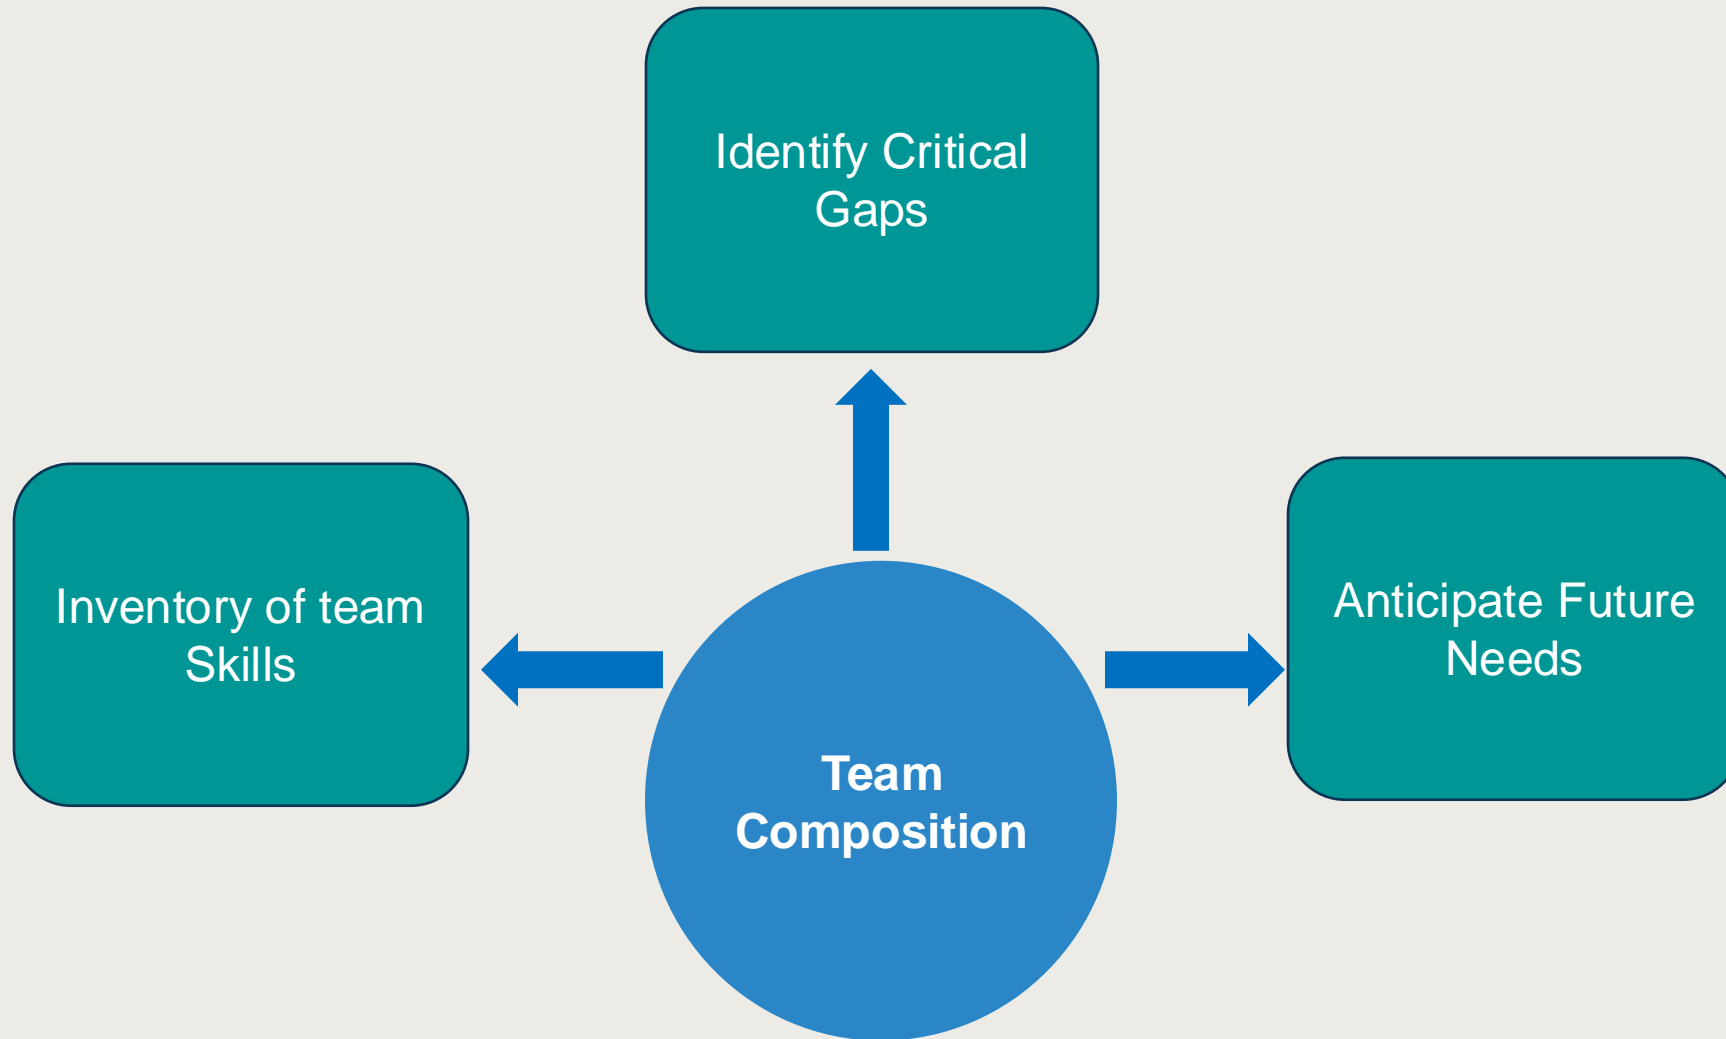 Identify Critical
Gaps
Inventory of team
Skills
Anticipate Future
Needs
Team
Composition